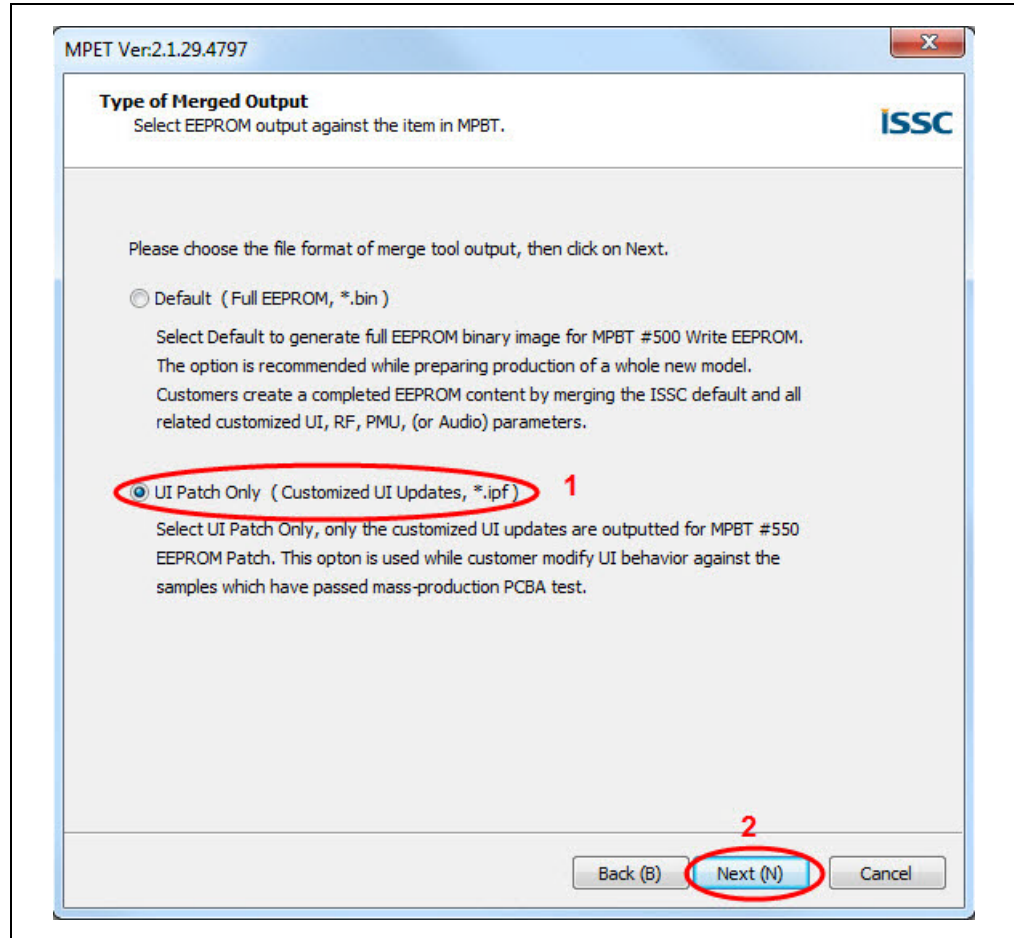 MPET Ver:2.1.29.4797
Type of Merged Output
Select EEPROM output against the item in MPBT.
ISSC
Please choose the file format of merge tool output, then click on Next.
Default ( Full EEPROM, *.bin )
Select Default to generate full EEPROM binary image for MPBT #500 Write EEPROM.
The option is recommended while preparing production of a whole new model.
Customers create a completed EEPROM content by merging the ISSC default and all
related customized UI, RF, PMU, (or Audio) parameters.
UI Patch Only ( Customized UI Updates, *.ipf ) 1
Select UI Patch Only, only the customized UI updates are outputted for MPBT #550
EEPROM Patch. This opton is used while customer modify UI behavior against the
samples which have passed mass-production PCBA test.
2
Back (B) Next (N) Cancel